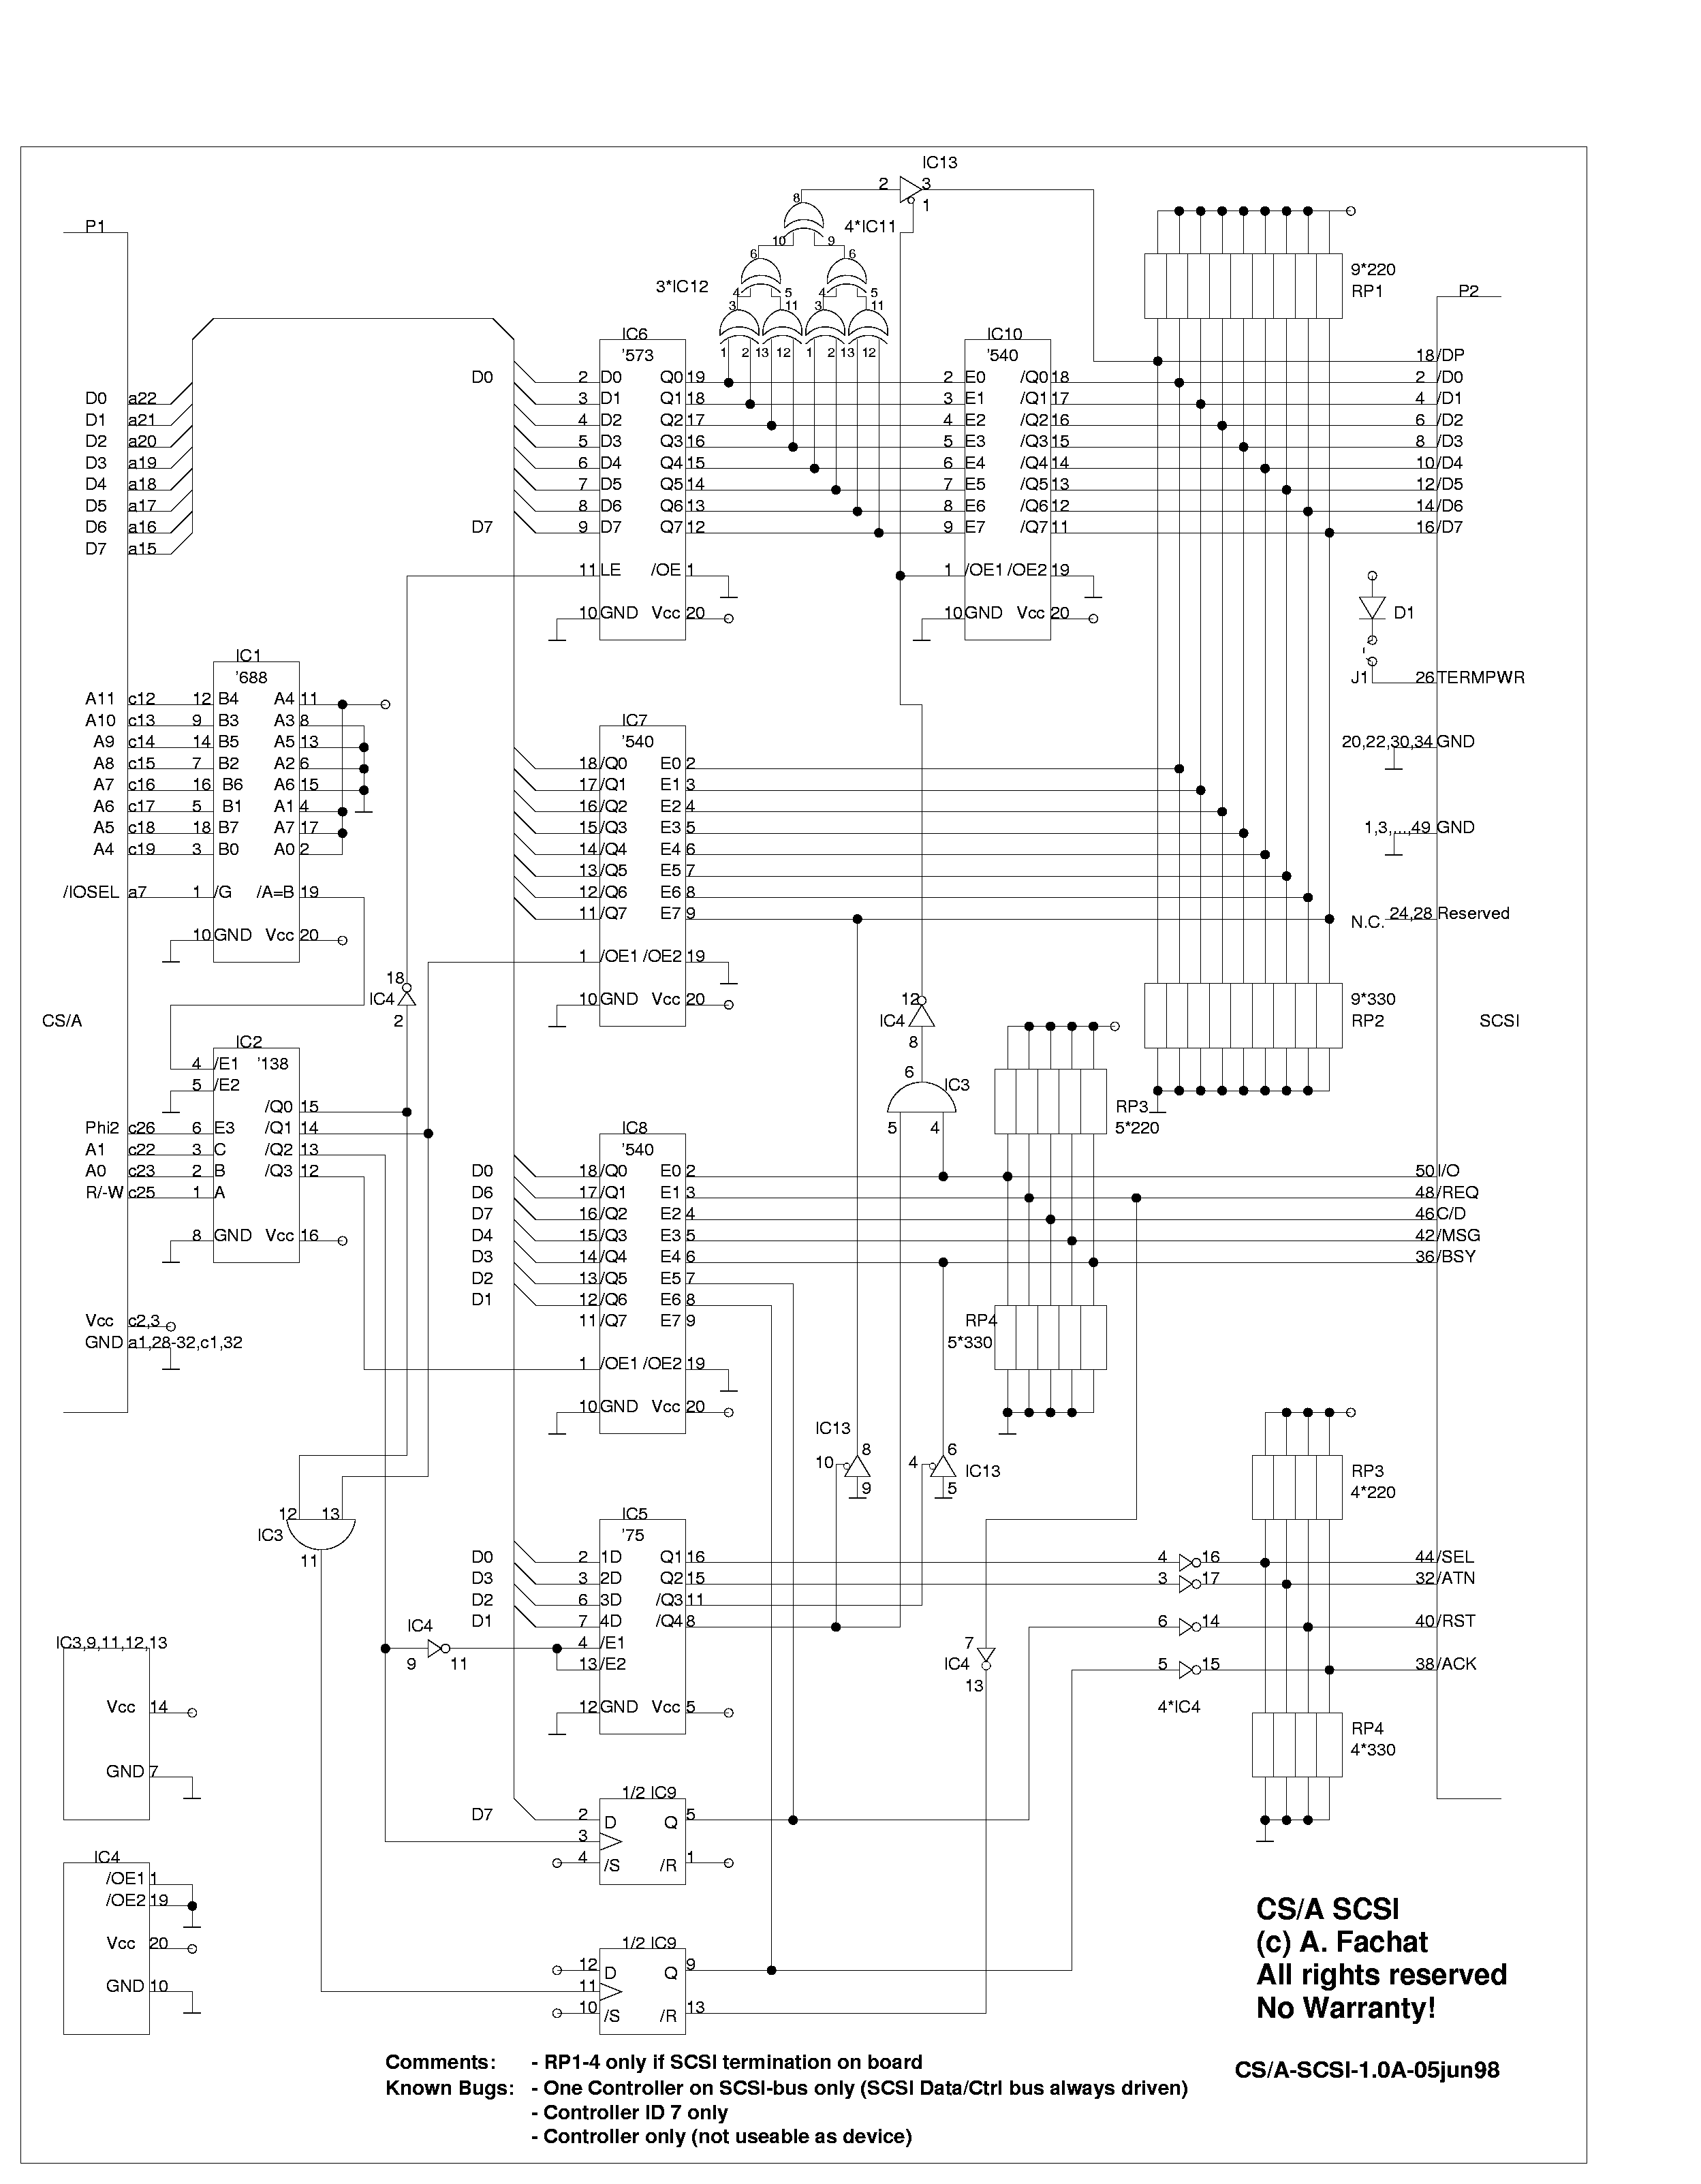 IC13
2 3
1
8
4*IC11
10 9
P1
6 6
3*IC12
4 5 4 5
3 11 3 11
9*220
RP1
P2
IC6
'573
1 2 13 12 1 2 13 12
IC10
'540
18 /DP
D0 2 D0 Q0 19 2 E0 /Q0 18 2 /D0
D0 a22 3 D1 Q1 18 3 E1 /Q1 17 4 /D1
D1 a21 4 D2 Q2 17 4 E2 /Q2 16 6 /D2
D2 a20 5 D3 Q3 16 5 E3 /Q3 15 8 /D3
D3 a19 6 D4 Q4 15 6 E4 /Q4 14 10 /D4
D4 a18 7 D5 Q5 14 7 E5 /Q5 13 12 /D5
D5 a17 8 D6 Q6 13 8 E6 /Q6 12 14 /D6
D6 a16 D7 9 D7 Q7 12 9 E7 /Q7 11 16 /D7
D7 a15
11 LE /OE 1 1 /OE1 /OE2 19
10 GND Vcc 20 10 GND Vcc 20 D1
IC1
'688
J1 26 TERMPWR
A11 c12 12 B4 A4 11
A10 c13 9 B3 A3 8
A9 c14 14 B5 A5 13
A8 c15 7 B2 A2 6
A7 c16 16 B6 A6 15
A6 c17 5 B1 A1 4
A5 c18 18 B7 A7 17
A4 c19 3 B0 A0 2
/IOSEL a7 1 /G /A=B 19
10 GND Vcc 20
IC7
'540
20,22,30,34 GND
18 /Q0 E0 2
17 /Q1 E1 3
16 /Q2 E2 4
15 /Q3 E3 5
1,3,...,49 GND
14 /Q4 E4 6
13 /Q5 E5 7
12 /Q6 E6 8
11 /Q7 E7 9
N.C. 24,28 Reserved
1 /OE1 /OE2 19
10 GND Vcc 20
18
IC4
2
12
IC4
8
9*330
RP2
CS/A
SCSI
IC2
'138
4 /E1
5 /E2
/Q0 15
Phi2 c26 6 E3 /Q1 14
A1 c22 3 C /Q2 13
A0 c23 2 B /Q3 12
R/-W c25 1 A
8 GND Vcc 16
6
IC3
5 4
RP3
5*220
IC8
'540
D0 18 /Q0 E0 2 50 I/O
D6 17 /Q1 E1 3 48 /REQ
D7 16 /Q2 E2 4 46 C/D
D4 15 /Q3 E3 5 42 /MSG
D3 14 /Q4 E4 6 36 /BSY
D2 13 /Q5 E5 7
D1 12 /Q6 E6 8
11 /Q7 E7 9
1 /OE1 /OE2 19
10 GND Vcc 20
Vcc c2,3
GND a1,28-32,c1,32
RP4
5*330
IC13
8
10
9
6
4 IC13
5
RP3
4*220
12 13
IC3
11
IC5
'75
D0 2 1D Q1 16 4 16 44 /SEL
D3 3 2D Q2 15 3 17 32 /ATN
D2 6 3D /Q3 11
D1 7 4D /Q4 8 6 14 40 /RST
IC4
9 11
4 /E1
13 /E2
12 GND Vcc 5
7
IC4
13
5 15 38 /ACK
4*IC4
RP4
4*330
IC3,9,11,12,13
Vcc 14
GND 7
1/2 IC9
D7 2 D Q 5
3
4 /S /R 1
IC4
/OE1 1
/OE2 19
Vcc 20
GND 10
1/2 IC9
12 D Q 9
11
10 /S /R 13
CS/A SCSI
(c) A. Fachat
All rights reserved
No Warranty!
Comments: - RP1-4 only if SCSI termination on board
Known Bugs: - One Controller on SCSI-bus only (SCSI Data/Ctrl bus always driven)
- Controller ID 7 only
- Controller only (not useable as device)
CS/A-SCSI-1.0A-05jun98